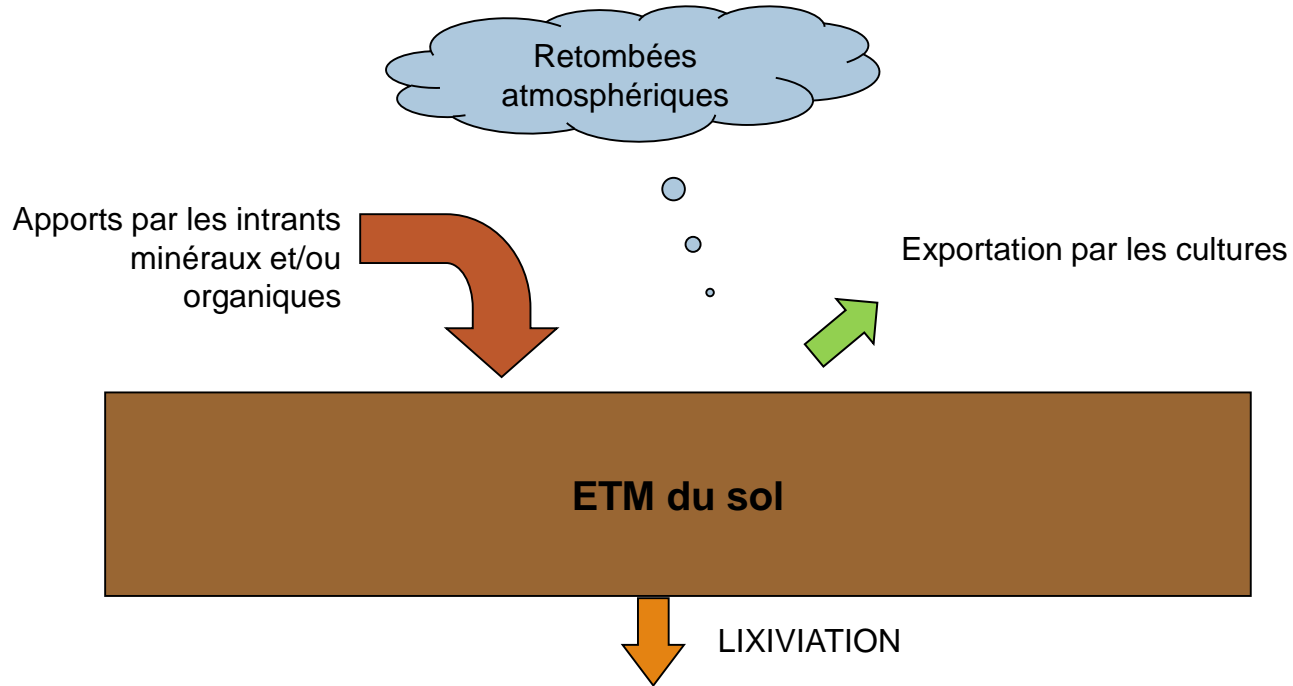 Retombées
atmosphériques
Apports par les intrants
minéraux et/ou
organiques
Exportation par les cultures
ETM du sol
LIXIVIATION